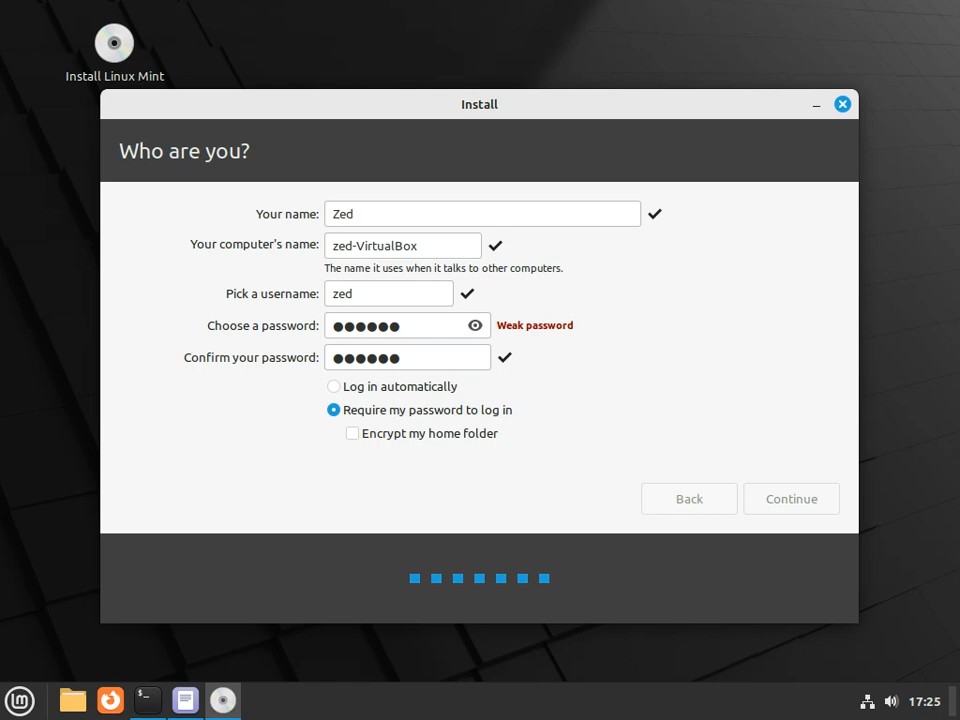 Install Linux Mint
Install
Who are you?
Your name: Zed
Your computer's name: zed-VirtualBox
The name it uses when it talks to other computers.
Pick a username: zed
Choose a password: ●●●●●● Weak password
Confirm your password: ●●●●●●
Log in automatically
Require my password to log in
Encrypt my home folder
Back Continue
17:25